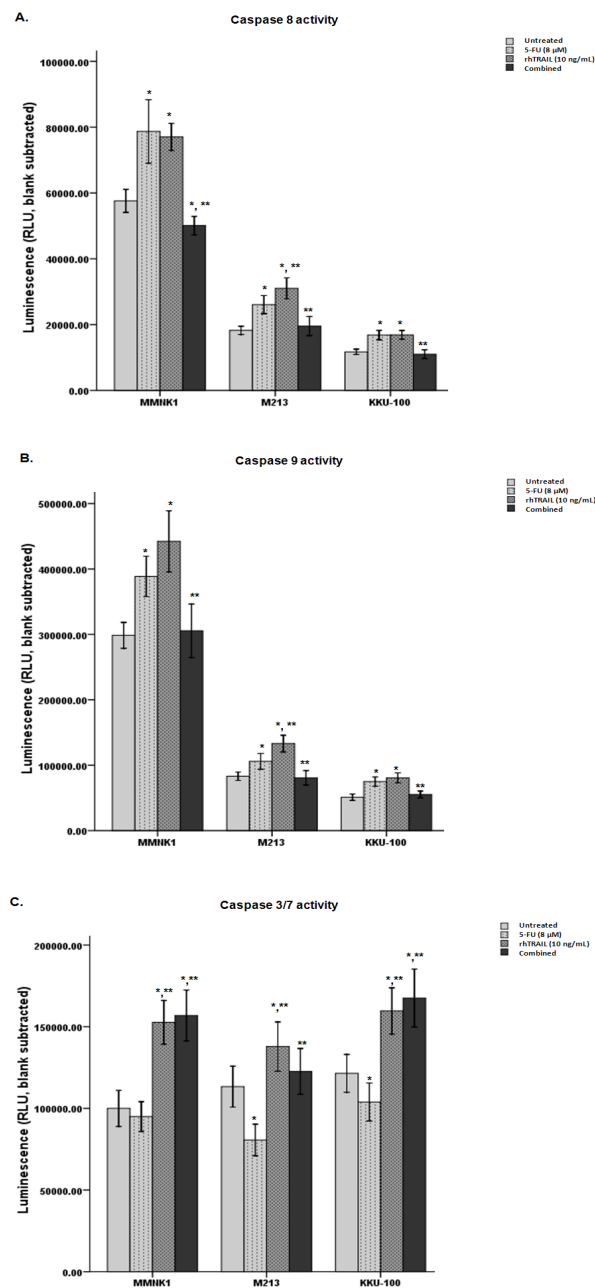 A.
Caspase 8 activity
Untreated
5-FU (8 µM)
rhTRAIL (10 ng/mL)
Combined
Luminescence (RLU, blank subtracted)
100000.00
80000.00
60000.00
40000.00
20000.00
0.00
* * *, **
* *, ** **
* * **
MMNK1 M213 KKU-100
B.
Caspase 9 activity
Untreated
5-FU (8 µM)
rhTRAIL (10 ng/mL)
Combined
Luminescence (RLU, blank subtracted)
500000.00
400000.00
300000.00
200000.00
100000.00
0.00
* * **
* *, ** **
* * **
MMNK1 M213 KKU-100
C.
Caspase 3/7 activity
Untreated
5-FU (8 µM)
rhTRAIL (10 ng/mL)
Combined
Luminescence (RLU, blank subtracted)
200000.00
150000.00
100000.00
50000.00
0.00
*,** *,**
* *,** **
* *,** *,**
MMNK1 M213 KKU-100